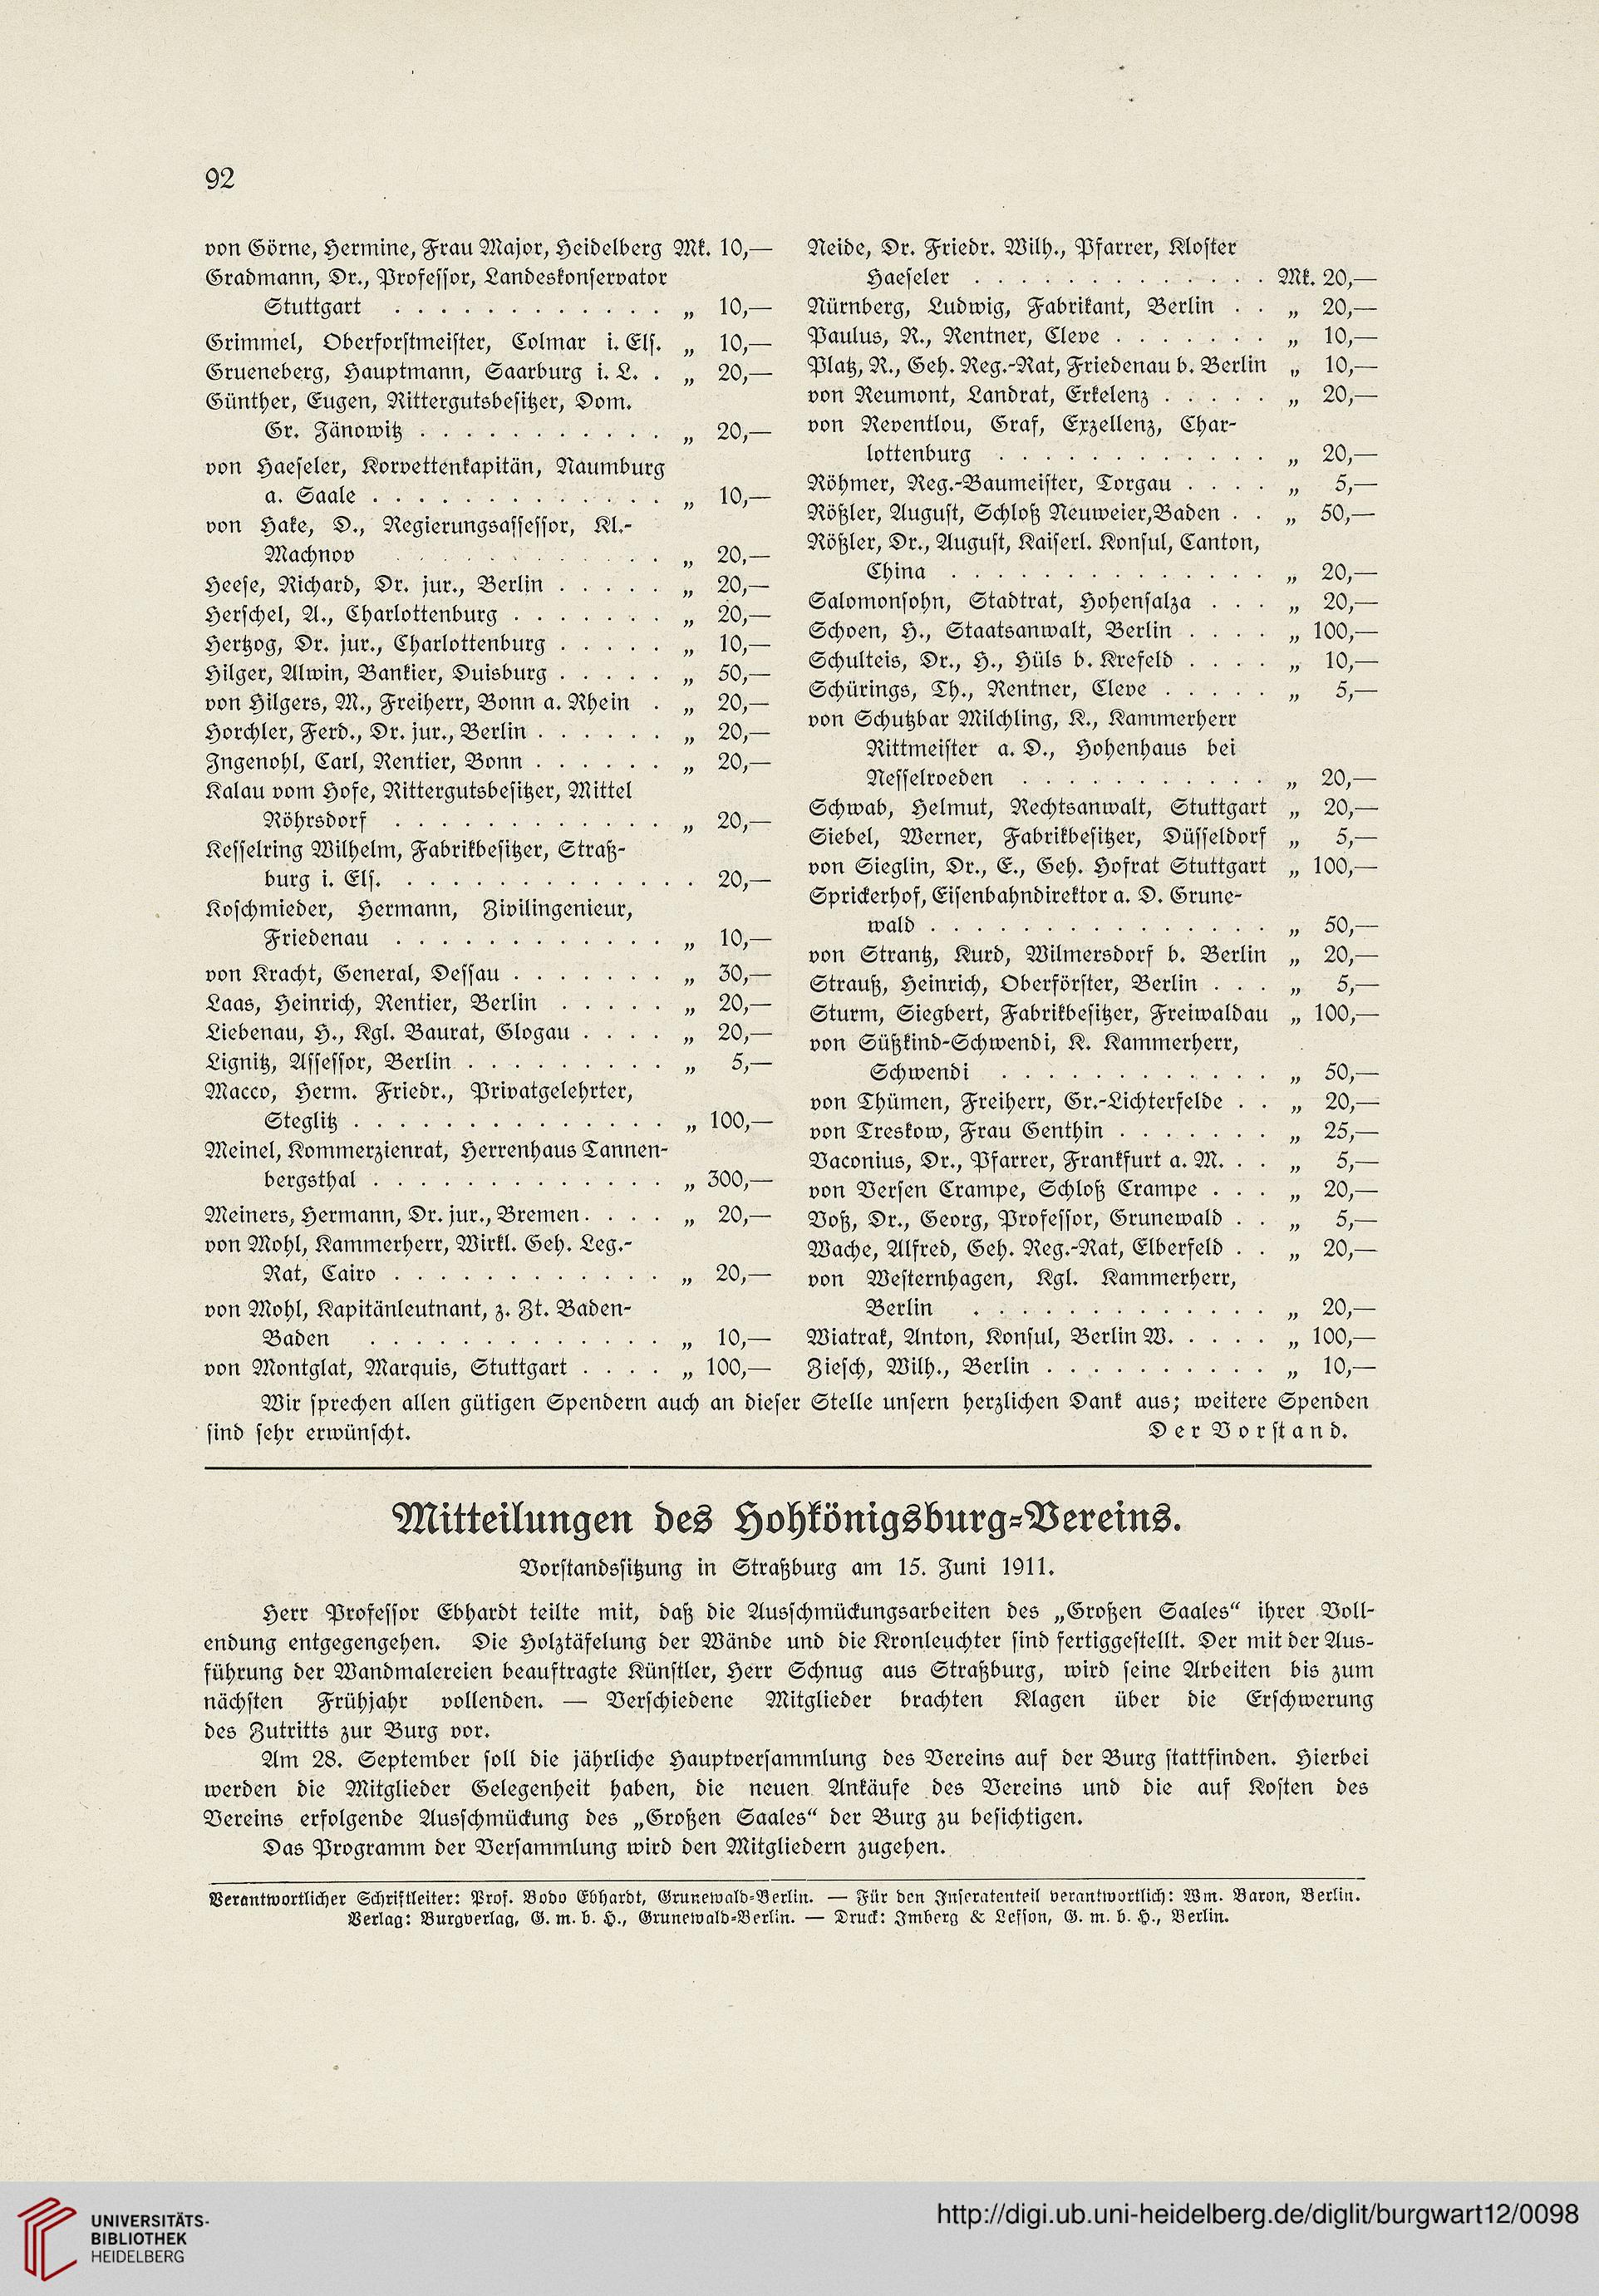 92
von Görne, Hermine, Frau Major, Heidelberg Mk. 10,—
Gradmann, Dr., Professor, Landeskonservator
Stuttgart . . . . . . . . . . . . „ 10,—
Grimmel, Oberforstmeister, Colmar i. Els. „ 10,—
Grueneberg, Hauptmann, Saarburg i. L. . „ 20,—
Günther, Eugen, Rittergutsbesitzer, Dom.
Gr. Jänowitz . . . . . . . . . . . „ 20,—
von Haeseler, Korvettenkapitän, Naumburg
a. Saale . . . . . . . . . . . . . „ 10,—
von Hake, D., Regierungsassessor, Kl.-
Machnov . . . . . . . . . . . . „ 20,—
Heese, Richard, Dr. jur., Berlin . . . . . „ 20,—
Herschel, A., Charlottenburg . . . . . . . „ 20,—
Hertzog, Dr. jur., Charlottenburg . . . . . „ 10,—
Hilger, Alwin, Bankier, Duisburg . . . . . „ 50,—
von Hilgers, M., Freiherr, Bonn a. Rhein . „ 20,—
Horchler, Ferd., Dr. jur., Berlin . . . . . . „ 20,—
Ingenohl, Carl, Rentier, Bonn . . . . . . „ 20,—
Kalau vom Hofe, Rittergutsbesitzer, Mittel
Röhrsdorf . . . . . . . . . . . . „ 20,—
Kesselring Wilhelm, Fabrikbesitzer, Straß-
burg i. Els. . . . . . . . . . . . . . 20,—
Koschmieder, Hermann, Zivilingenieur,
Friedenau . . . . . . . . . . . . „ 10,—
von Kracht, General, Dessau . . . . . . . „ 30,—
Laas, Heinrich, Rentier, Berlin . . . . . „ 20,—
Liebenau, H., Kgl. Baurat, Glogau . . . . „ 20,—
Lignitz, Assessor, Berlin . . . . . . . . . „ 5,—
Macco, Herm. Friedr., Privatgelehrter,
Steglitz . . . . . . . . . . . . . . „ 100,—
Meinel, Kommerzienrat, Herrenhaus Tannen-
bergsthal . . . . . . . . . . . . . „ 300,—
Meiners, Hermann, Dr. jur., Bremen. . . . „ 20,—
von Mohl, Kammerherr, Wirkl. Geh. Leg.-
Rat, Cairo . . . . . . . . . . . . „ 20,—
von Mohl, Kapitänleutnant, z. Zt. Baden-
Baden . . . . . . . . . . . . . „ 10,—
von Montglat, Marquis, Stuttgart . . . . „ 100,—
Neide, Dr. Friedr. Wilh., Pfarrer, Kloster
Haeseler . . . . . . . . . . . . . Mk. 20,—
Nürnberg, Ludwig, Fabrikant, Berlin . . „ 20,—
Paulus, R., Rentner, Cleve . . . . . . . „ 10,—
Platz, R., Geh. Reg.-Rat, Friedenau b. Berlin „ 10,—
von Reumont, Landrat, Erkelenz . . . . . „ 20,—
von Reventlou, Graf, Exzellenz, Char-
lottenburg . . . . . . . . . . . . „ 20,—
Röhmer, Reg.-Baumeister, Torgau . . . . „ 5,—
Rößler, August, Schloß Neuweier,Baden . . „ 50,—
Rößler, Dr., August, Kaiserl. Konsul, Canton,
China . . . . . . . . . . . . . . „ 20,—
Salomonsohn, Stadtrat, Hohensalza . . . „ 20,—
Schoen, H., Staatsanwalt, Berlin . . . . „ 100,—
Schulteis, Dr., H., Hüls b. Krefeld . . . . „ 10,—
Schürings, Th., Rentner, Cleve . . . . . „ 5,—
von Schutzbar Milchling, K., Kammerherr
Rittmeister a. D., Hohenhaus bei
Nesselroeden . . . . . . . . . . . „ 20,—
Schwab, Helmut, Rechtsanwalt, Stuttgart „ 20,—
Siebel, Werner, Fabrikbesitzer, Düsseldorf „ 5,—
von Sieglin, Dr., E., Geh. Hofrat Stuttgart „ 100,—
Sprickerhof, Eisenbahndirektor a. D. Grune-
wald . . . . . . . . . . . . . . . „ 50,—
von Strantz, Kurd, Wilmersdorf b. Berlin „ 20,—
Strauß, Heinrich, Oberförster, Berlin . . . „ 5,—
Sturm, Siegbert, Fabrikbesitzer, Freiwaldau „ 100,—
von Süßkind-Schwendi, K. Kammerherr,
Schwendi . . . . . . . . . . . . „ 50,—
von Thümen, Freiherr, Gr.-Lichterfelde . . „ 20,—
von Treskow, Frau Genthin . . . . . . . „ 25,—
Vaconius, Dr., Pfarrer, Frankfurt a. M. . . „ 5,—
von Versen Crampe, Schloß Crampe . . . „ 20,—
Voß, Dr., Georg, Professor, Grunewald . . „ 5,—
Wache, Alfred, Geh. Reg.-Rat, Elberfeld . . „ 20,—
von Westernhagen, Kgl. Kammerherr,
Berlin . . . . . . . . . . . . . „ 20,—
Wiatrak, Anton, Konsul, Berlin W. . . . . „ 100,—
Ziesch, Wilh., Berlin . . . . . . . . . . „ 10,—
Wir sprechen allen gütigen Spendern auch an dieser Stelle unsern herzlichen Dank aus; weitere Spenden
sind sehr erwünscht. Der Vorstand.
Mitteilungen des Hohkönigsburg-Vereins.
Vorstandssitzung in Straßburg am 15. Juni 1911.
Herr Professor Ebhardt teilte mit, daß die Ausschmückungsarbeiten des „Großen Saales“ ihrer Voll-
endung entgegengehen. Die Holztäfelung der Wände und die Kronleuchter sind fertiggestellt. Der mit der Aus-
führung der Wandmalereien beauftragte Künstler, Herr Schnug aus Straßburg, wird seine Arbeiten bis zum
nächsten Frühjahr vollenden. — Verschiedene Mitglieder brachten Klagen über die Erschwerung
des Zutritts zur Burg vor.
Am 28. September soll die jährliche Hauptversammlung des Vereins auf der Burg stattfinden. Hierbei
werden die Mitglieder Gelegenheit haben, die neuen Ankäufe des Vereins und die auf Kosten des
Vereins erfolgende Ausschmückung des „Großen Saales“ der Burg zu besichtigen.
Das Programm der Versammlung wird den Mitgliedern zugehen.
Verantwortlicher Schriftleiter: Prof. Bodo Ebhardt, Grunewald-Berlin. — Für den Inseratenteil verantwortlich: Wm. Baron, Berlin.
Verlag: Burgverlag, G. m. b. H., Grunewald-Berlin. — Druck: Imberg & Lefson, G. m. b. H., Berlin.
UNIVERSITÄTS-
BIBLIOTHEK
HEIDELBERG
http://digi.ub.uni-heidelberg.de/diglit/burgwart12/0098